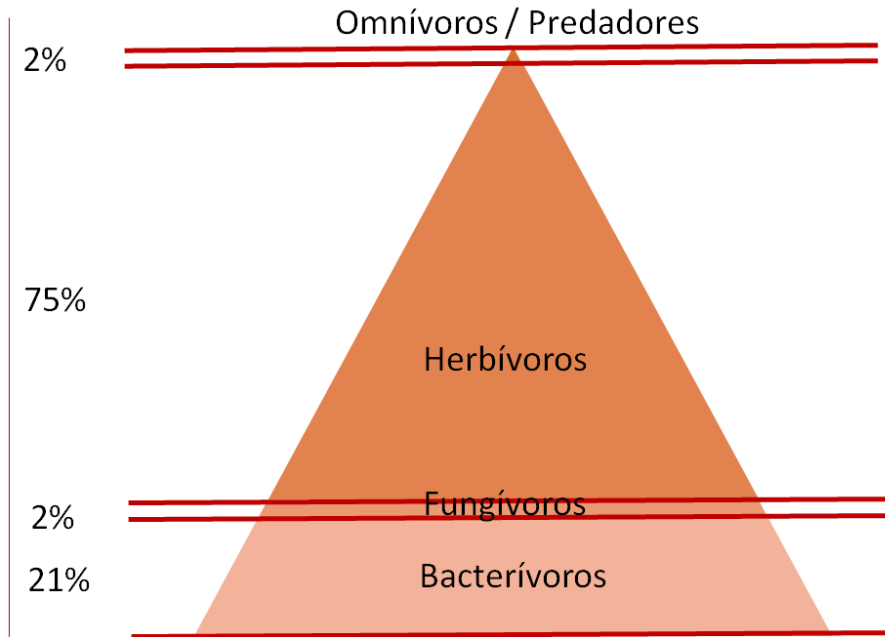 Omnívoros / Predadores
2%
75%
Herbívoros
Fungívoros
2%
21%
Bacterívoros